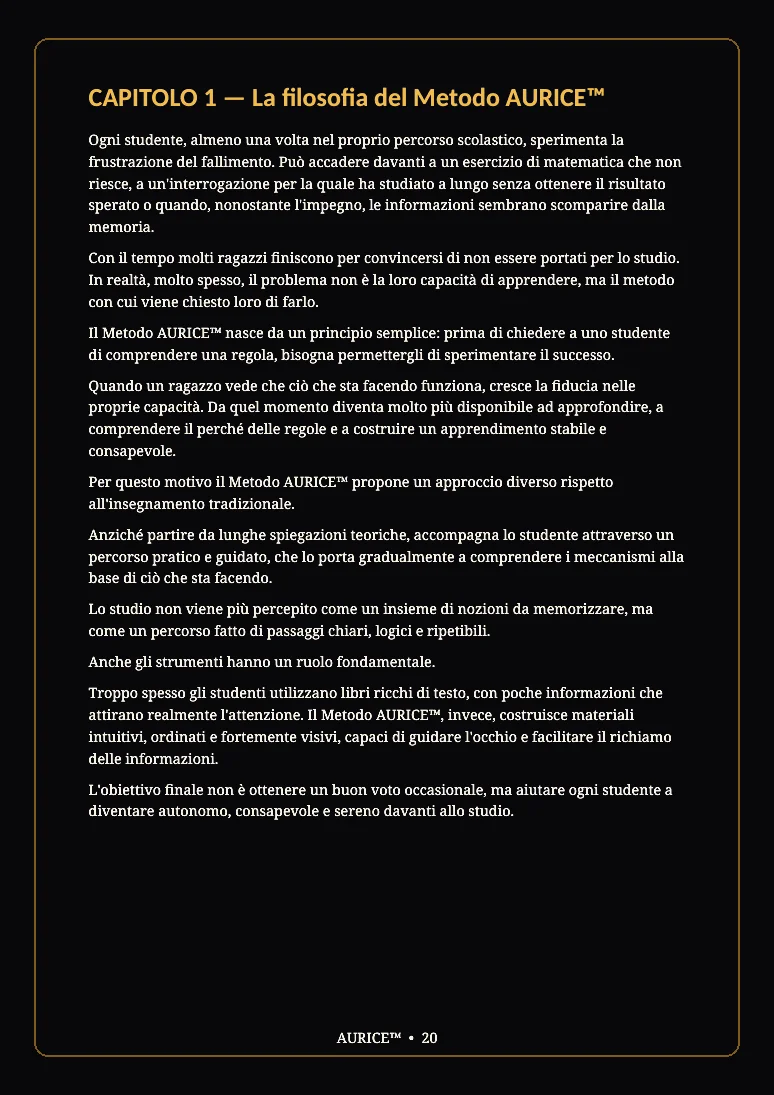 CAPITOLO 1 — La filosofia del Metodo AURICE™
Ogni studente, almeno una volta nel proprio percorso scolastico, sperimenta la
frustrazione del fallimento. Può accadere davanti a un esercizio di matematica che non
riesce, a un'interrogazione per la quale ha studiato a lungo senza ottenere il risultato
sperato o quando, nonostante l'impegno, le informazioni sembrano scomparire dalla
memoria.
Con il tempo molti ragazzi finiscono per convincersi di non essere portati per lo studio.
In realtà, molto spesso, il problema non è la loro capacità di apprendere, ma il metodo
con cui viene chiesto loro di farlo.
Il Metodo AURICE™ nasce da un principio semplice: prima di chiedere a uno studente
di comprendere una regola, bisogna permettergli di sperimentare il successo.
Quando un ragazzo vede che ciò che sta facendo funziona, cresce la fiducia nelle
proprie capacità. Da quel momento diventa molto più disponibile ad approfondire, a
comprendere il perché delle regole e a costruire un apprendimento stabile e
consapevole.
Per questo motivo il Metodo AURICE™ propone un approccio diverso rispetto
all'insegnamento tradizionale.
Anziché partire da lunghe spiegazioni teoriche, accompagna lo studente attraverso un
percorso pratico e guidato, che lo porta gradualmente a comprendere i meccanismi alla
base di ciò che sta facendo.
Lo studio non viene più percepito come un insieme di nozioni da memorizzare, ma
come un percorso fatto di passaggi chiari, logici e ripetibili.
Anche gli strumenti hanno un ruolo fondamentale.
Troppo spesso gli studenti utilizzano libri ricchi di testo, con poche informazioni che
attirano realmente l'attenzione. Il Metodo AURICE™, invece, costruisce materiali
intuitivi, ordinati e fortemente visivi, capaci di guidare l'occhio e facilitare il richiamo
delle informazioni.
L'obiettivo finale non è ottenere un buon voto occasionale, ma aiutare ogni studente a
diventare autonomo, consapevole e sereno davanti allo studio.
AURICE™ • 20